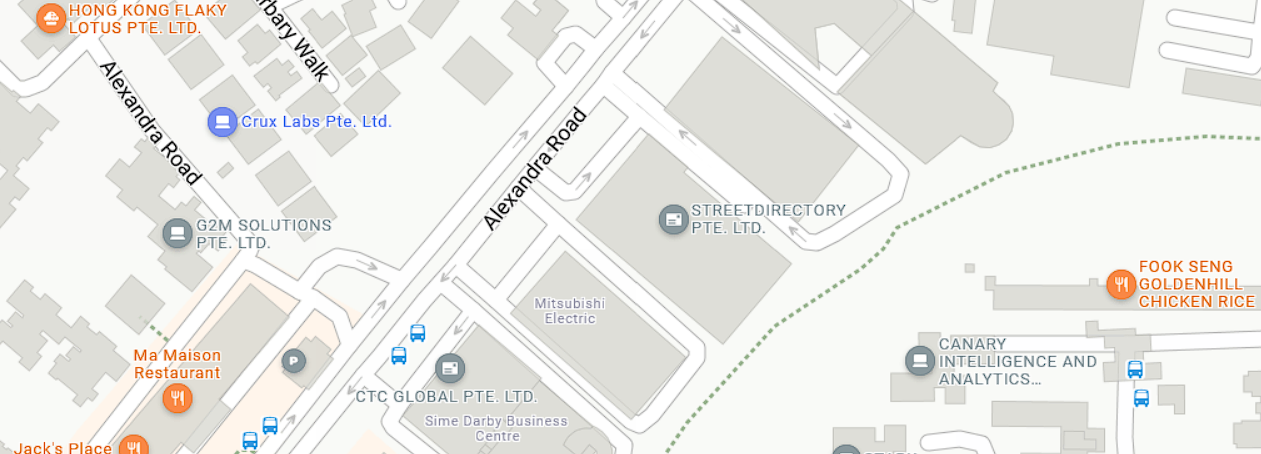 HONG KONG FLAKY
LOTUS PTE. LTD.
rbary Walk
Alexandra Road
Crux Labs Pte. Ltd.
Alexandra Road
G2M SOLUTIONS
PTE. LTD.
STREETDIRECTORY
PTE. LTD.
Mitsubishi
Electric
FOOK SENG
GOLDENHILL
CHICKEN RICE
CANARY
INTELLIGENCE AND
ANALYTICS...
Ma Maison
Restaurant
P
CTC GLOBAL PTE. LTD.
Sime Darby Business
Centre
Jack's Place